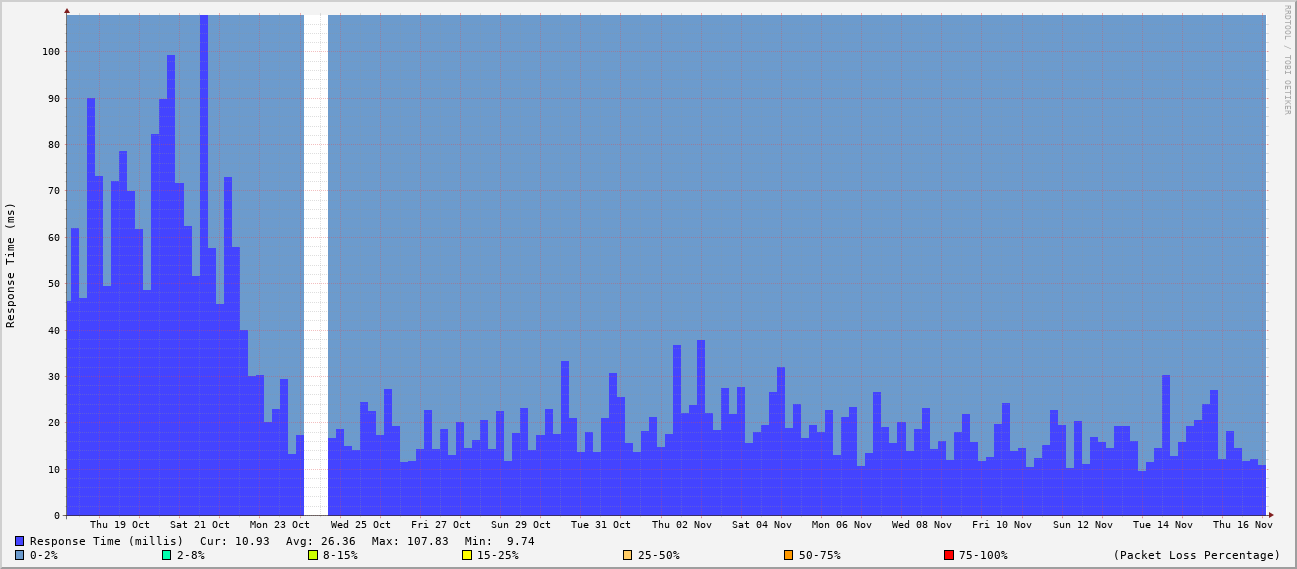 RRDTOOL / TOBI OETIKER
Response Time (ms)
100
90
80
70
60
50
40
30
20
10
0
Thu 19 Oct Sat 21 Oct Mon 23 Oct Wed 25 Oct Fri 27 Oct Sun 29 Oct Tue 31 Oct Thu 02 Nov Sat 04 Nov Mon 06 Nov Wed 08 Nov Fri 10 Nov Sun 12 Nov Tue 14 Nov Thu 16 Nov
Response Time (millis) Cur: 10.93 Avg: 26.36 Max: 107.83 Min: 9.74
0-2% 2-8% 8-15% 15-25% 25-50% 50-75% 75-100% (Packet Loss Percentage)